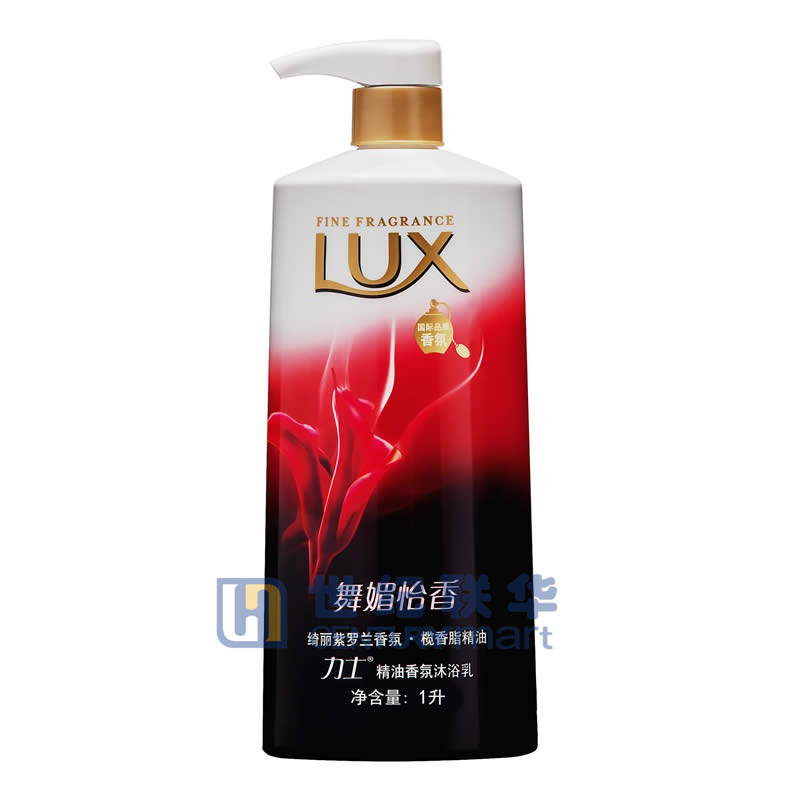 FINE FRAGRANCE
LUX
国际品质
香氛
舞媚怡香
世纪联华
CENTURY mart
绮丽紫罗兰香氛·榄香脂精油
力士® 精油香氛沐浴乳
净含量：1升